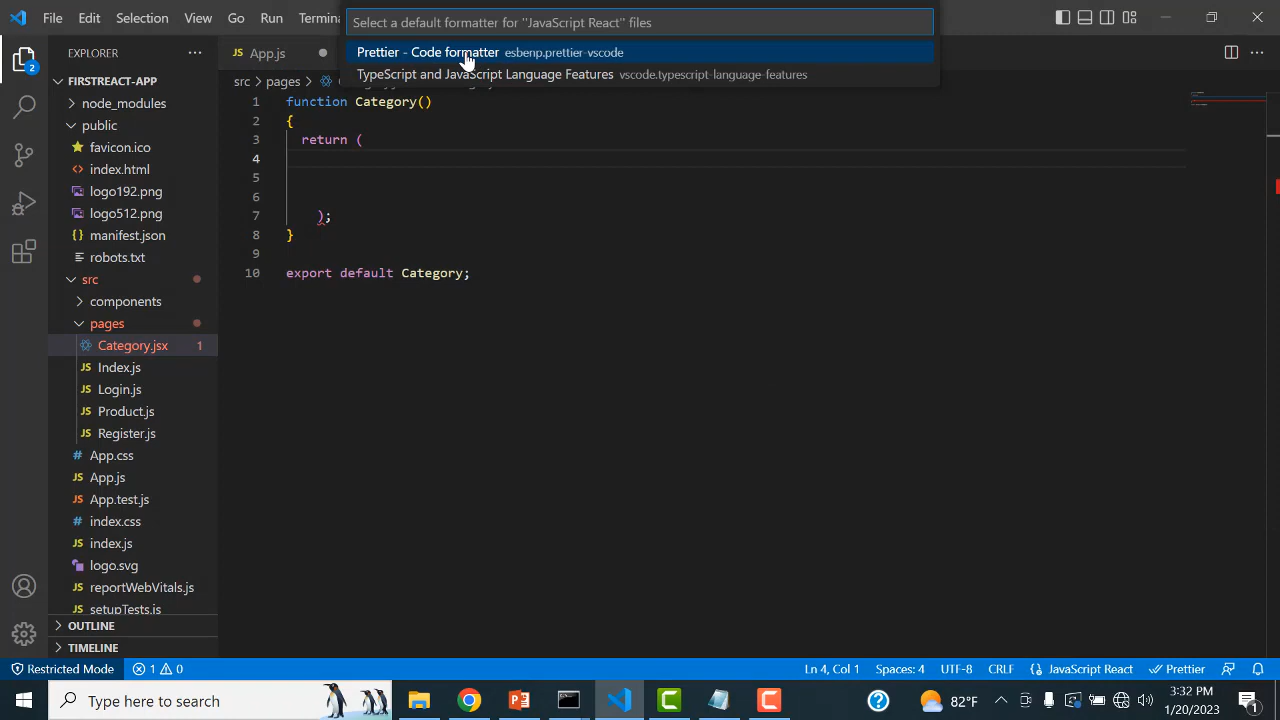 File Edit Selection View Go Run Termina
Select a default formatter for "JavaScript React" files
Prettier - Code formatter esbenp.prettier-vscode
TypeScript and JavaScript Language Features vscode.typescript-language-features
2
EXPLORER
App.js
FIRSTREACT-APP
src > pages >
node_modules
public
favicon.ico
index.html
logo192.png
logo512.png
manifest.json
robots.txt
src
components
pages
Category.jsx 1
Index.js
Login.js
Product.js
Register.js
App.css
App.js
App.test.js
index.css
index.js
logo.svg
reportWebVitals.js
setupTests.js
OUTLINE
TIMELINE
1 function Category()
2 {
3 return (
4
5
6
7 );
8 }
9
10 export default Category;
Restricted Mode 1 0 Ln 4, Col 1 Spaces: 4 UTF-8 CRLF JavaScript React Prettier
Type here to search 82°F 3:32 PM
1/20/2023 1